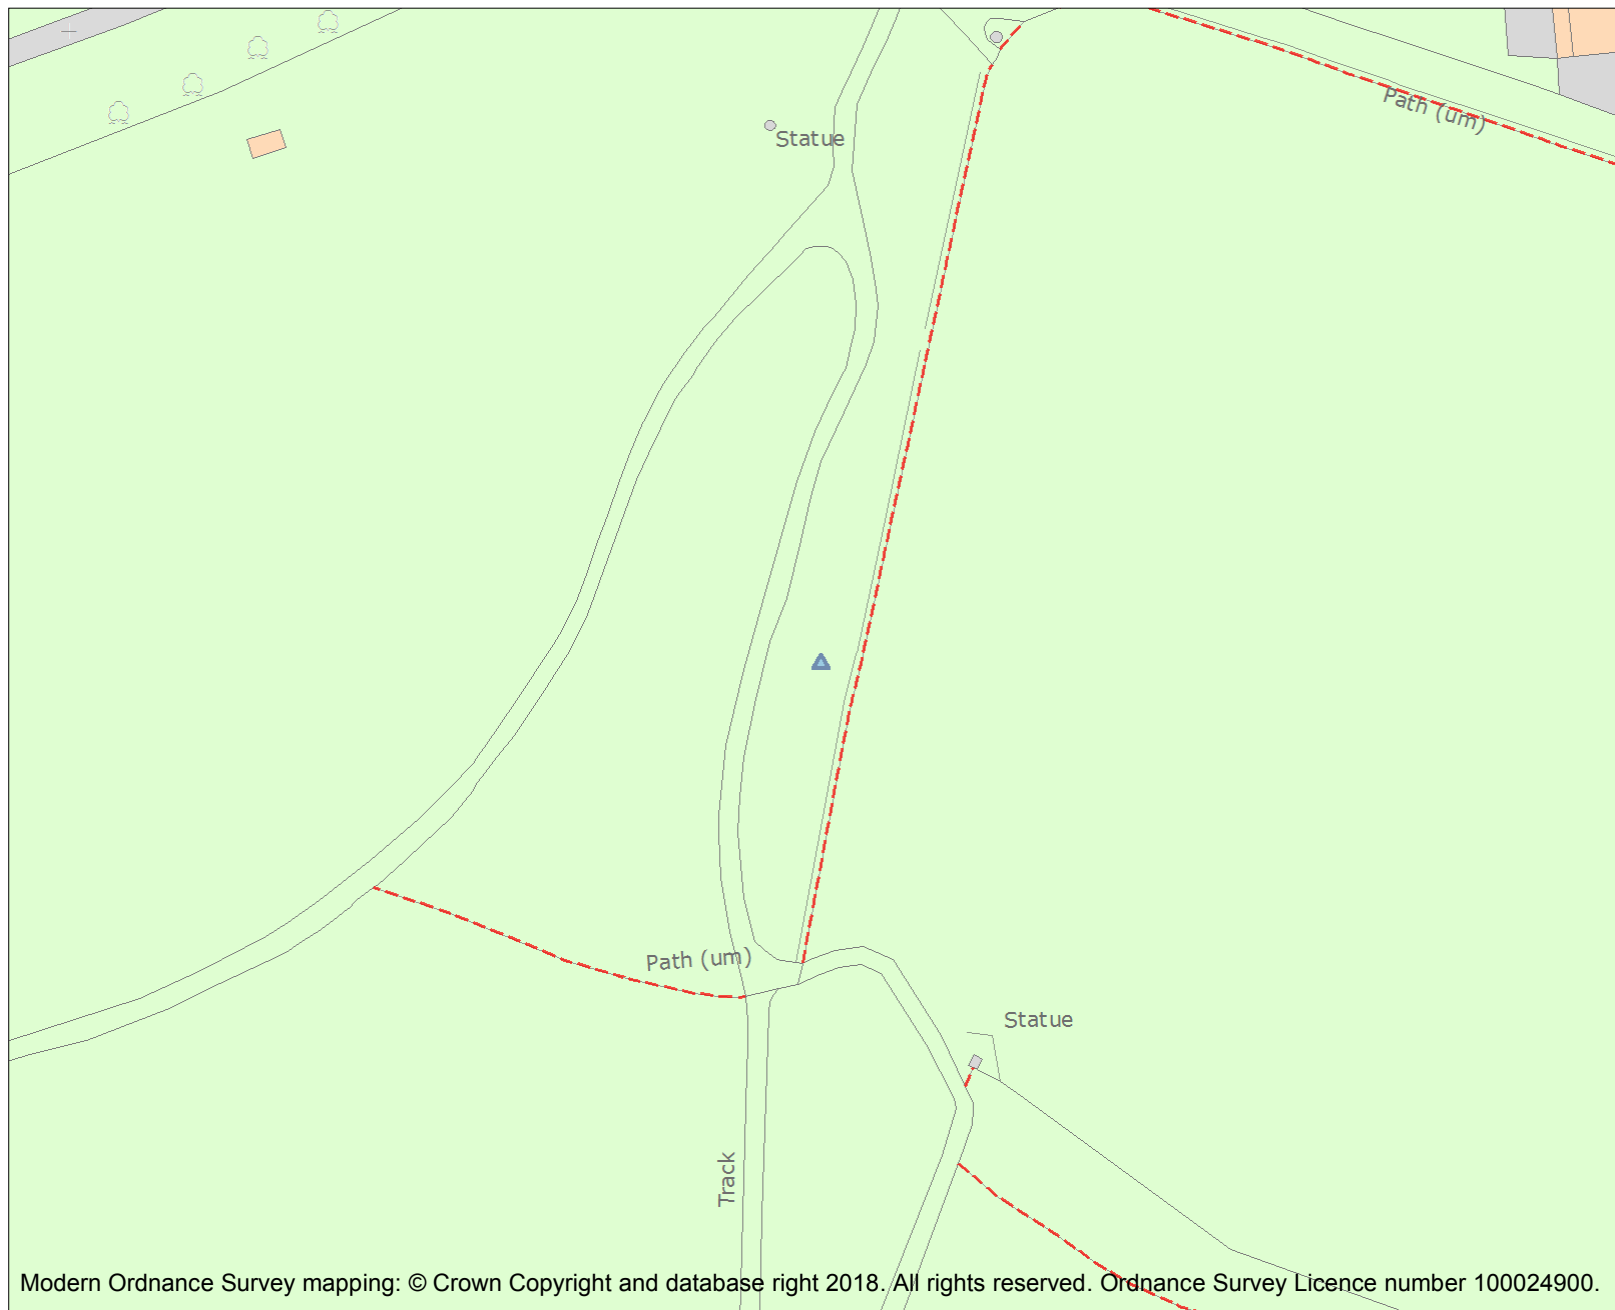 Path (um)
Statue
Path (um)
Statue
Track
Modern Ordnance Survey mapping: © Crown Copyright and database right 2018. All rights reserved. Ordnance Survey Licence number 100024900.